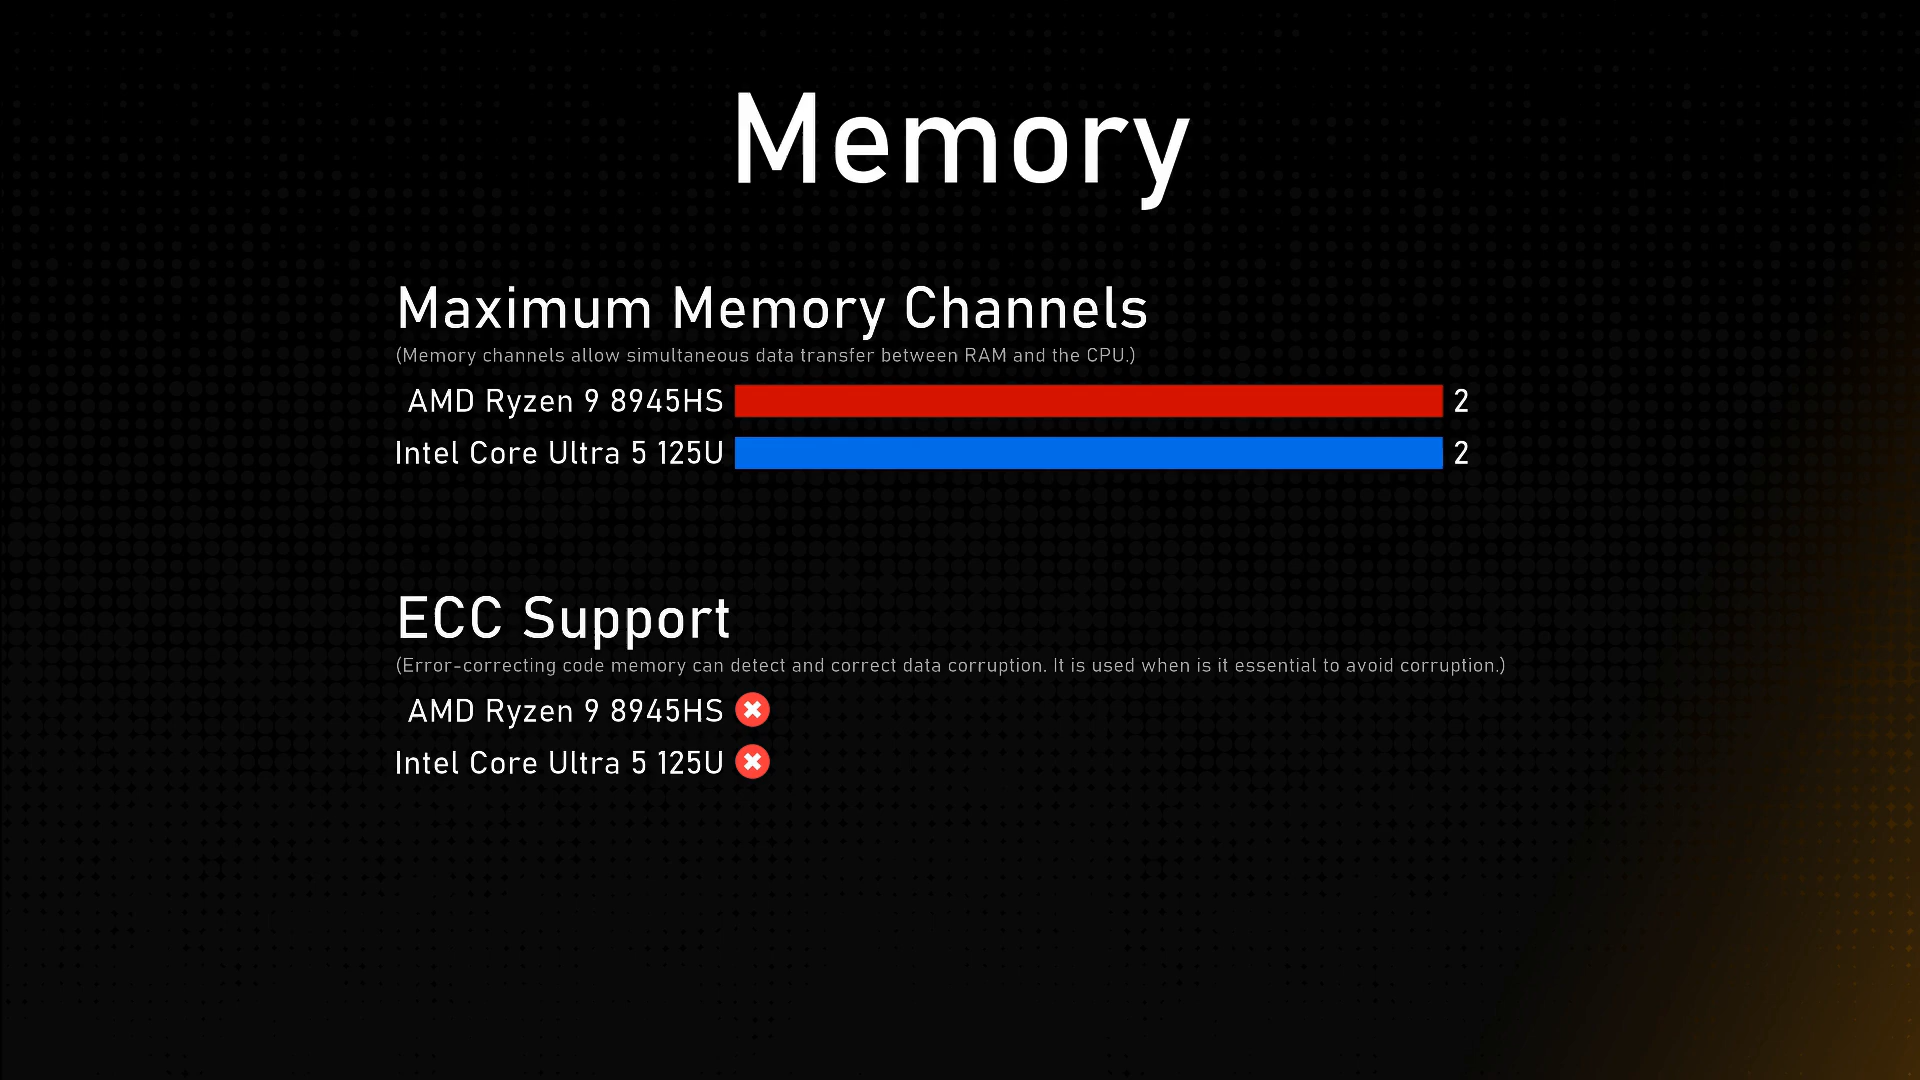 Memory
Maximum Memory Channels
(Memory channels allow simultaneous data transfer between RAM and the CPU.)
AMD Ryzen 9 8945HS 2
Intel Core Ultra 5 125U 2
ECC Support
(Error-correcting code memory can detect and correct data corruption. It is used when is it essential to avoid corruption.)
AMD Ryzen 9 8945HS
Intel Core Ultra 5 125U